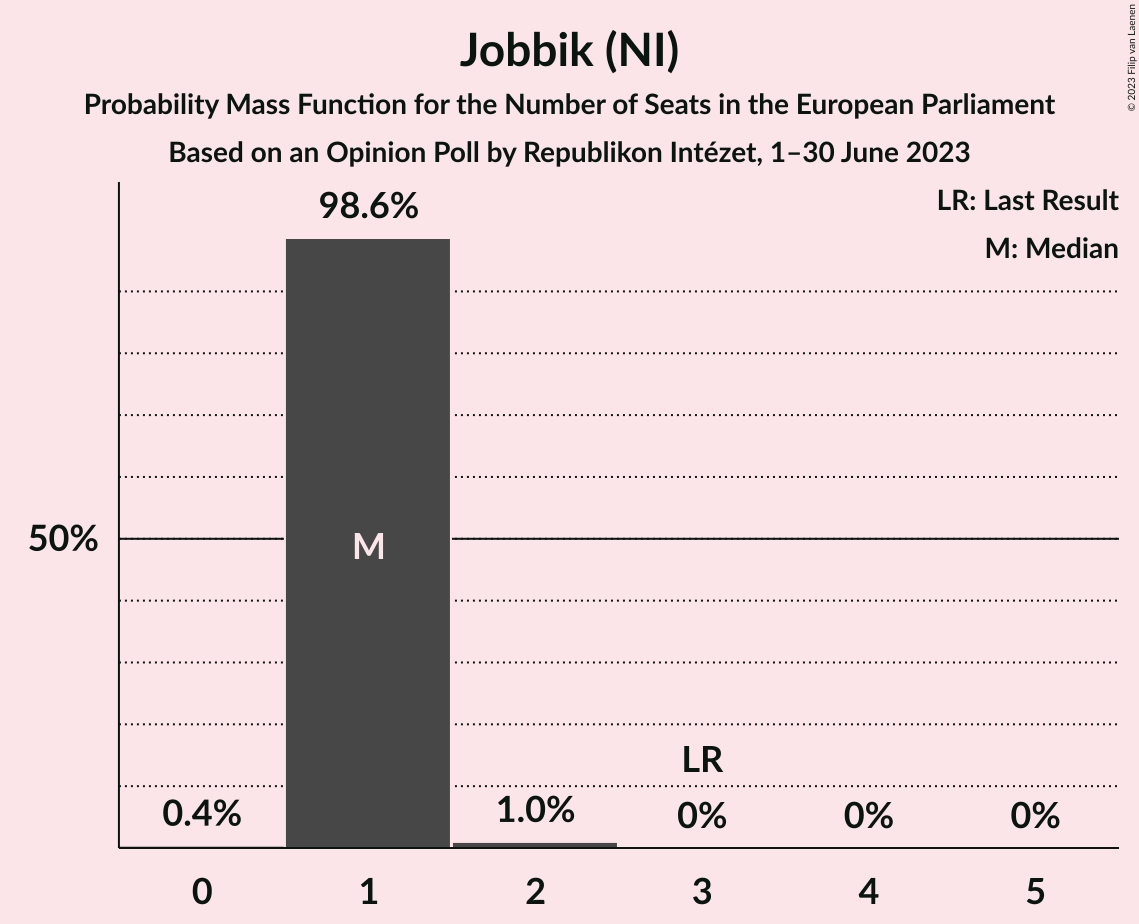 Jobbik (NI)
Probability Mass Function for the Number of Seats in the European Parliament
Based on an Opinion Poll by Republikon Intézet, 1–30 June 2023
© 2023 Filip van Laenen
LR: Last Result
M: Median
98.6%
50%
M
LR
0.4%
1.0%
0%
0%
0%
0
1
2
3
4
5